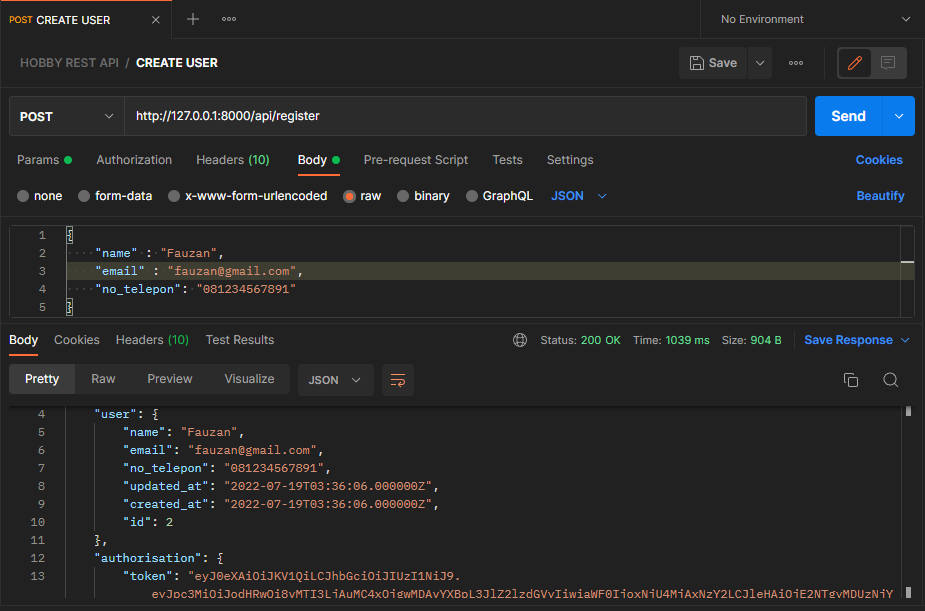 POST CREATE USER
No Environment
HOBBY REST API / CREATE USER
Save
POST http://127.0.0.1:8000/api/register Send
Params Authorization Headers (10) Body Pre-request Script Tests Settings Cookies
none form-data x-www-form-urlencoded raw binary GraphQL JSON Beautify
1 {
2 "name" : "Fauzan",
3 "email" : "fauzan@gmail.com",
4 "no_telepon": "081234567891"
5 }
Body Cookies Headers (10) Test Results Status: 200 OK Time: 1039 ms Size: 904 B Save Response
Pretty Raw Preview Visualize JSON
4 "user": {
5 "name": "Fauzan",
6 "email": "fauzan@gmail.com",
7 "no_telepon": "081234567891",
8 "updated_at": "2022-07-19T03:36:06.000000Z",
9 "created_at": "2022-07-19T03:36:06.000000Z",
10 "id": 2
11 },
12 "authorisation": {
13 "token": "eyJ0eXAiOiJKV1QiLCJhbGciOiJIUzI1NiJ9.